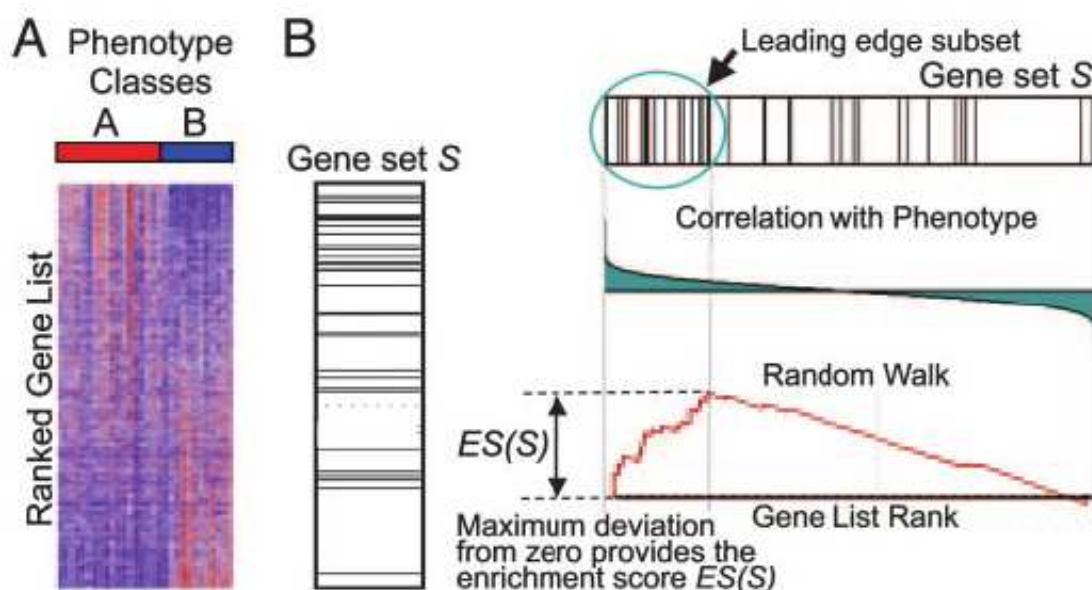 A
Phenotype
Classes
A B
Ranked Gene List
B
Gene set S
Leading edge subset
Gene set S
Correlation with Phenotype
Random Walk
ES(S)
Gene List Rank
Maximum deviation
from zero provides the
enrichment score ES(S)